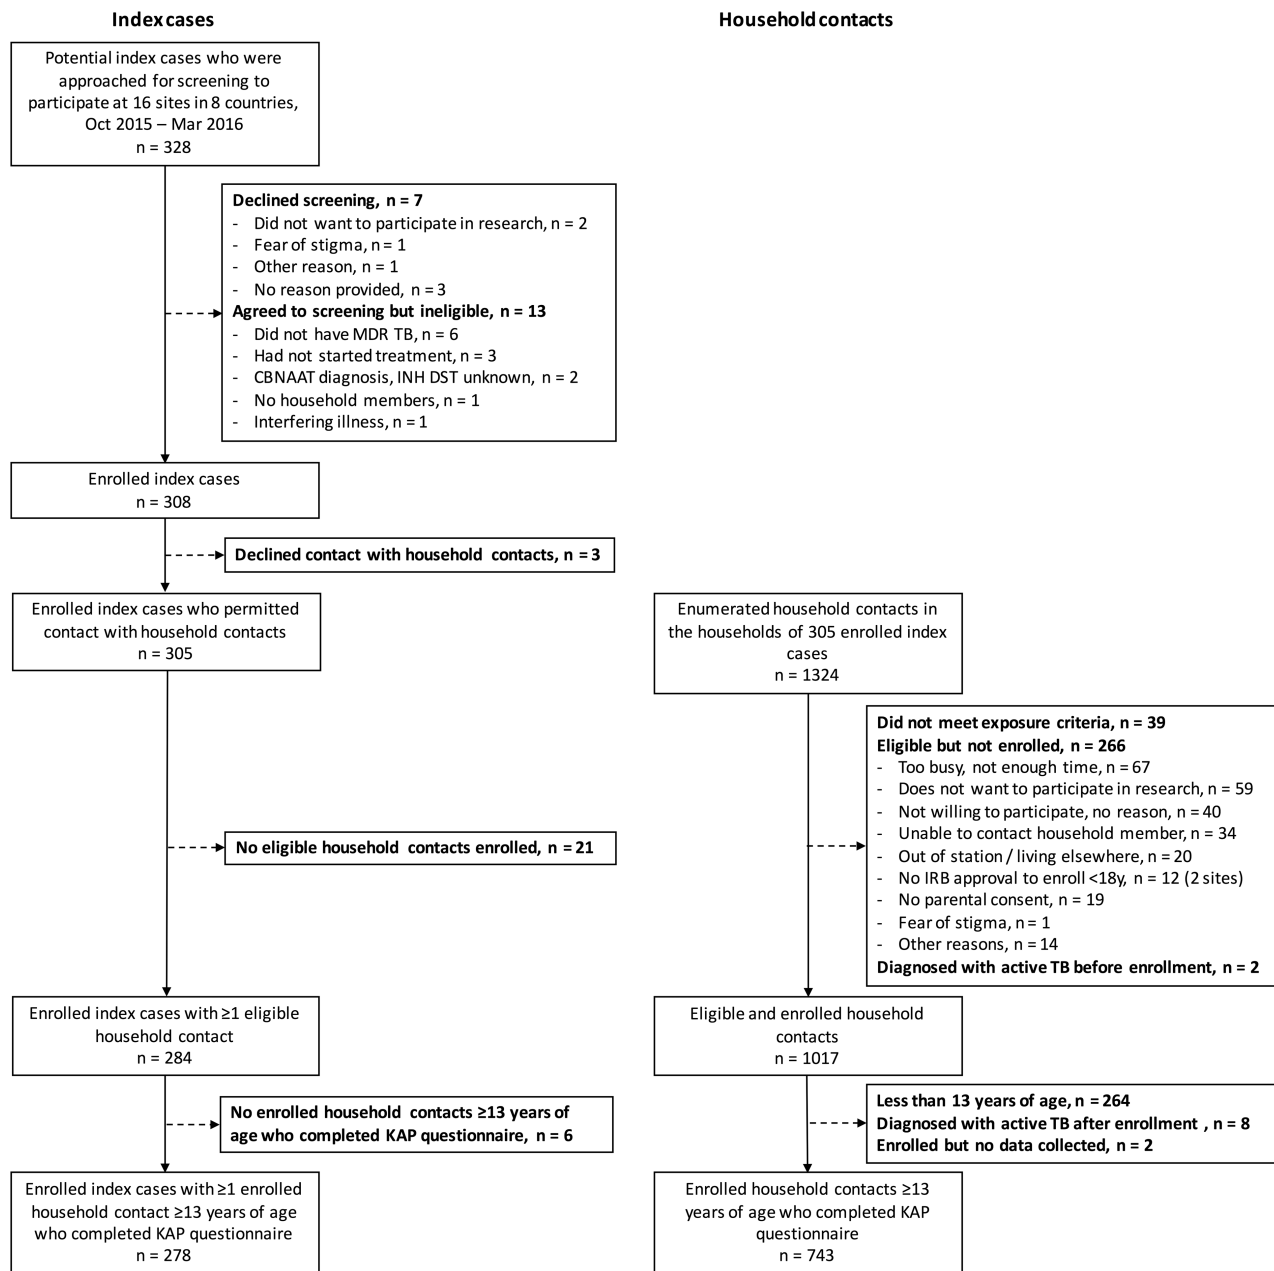 Index cases
Household contacts
Potential index cases who were
approached for screening to
participate at 16 sites in 8 countries,
Oct 2015 – Mar 2016
n = 328
Declined screening, n = 7
- Did not want to participate in research, n = 2
- Fear of stigma, n = 1
- Other reason, n = 1
- No reason provided, n = 3
Agreed to screening but ineligible, n = 13
- Did not have MDR TB, n = 6
- Had not started treatment, n = 3
- CBNAAT diagnosis, INH DST unknown, n = 2
- No household members, n = 1
- Interfering illness, n = 1
Enrolled index cases
n = 308
Declined contact with household contacts, n = 3
Enrolled index cases who permitted
contact with household contacts
n = 305
Enumerated household contacts in
the households of 305 enrolled index
cases
n = 1324
Did not meet exposure criteria, n = 39
Eligible but not enrolled, n = 266
- Too busy, not enough time, n = 67
- Does not want to participate in research, n = 59
- Not willing to participate, no reason, n = 40
- Unable to contact household member, n = 34
- Out of station / living elsewhere, n = 20
- No IRB approval to enroll <18y, n = 12 (2 sites)
- No parental consent, n = 19
- Fear of stigma, n = 1
- Other reasons, n = 14
Diagnosed with active TB before enrollment, n = 2
No eligible household contacts enrolled, n = 21
Enrolled index cases with ≥1 eligible
household contact
n = 284
Eligible and enrolled household
contacts
n = 1017
No enrolled household contacts ≥13 years of
age who completed KAP questionnaire, n = 6
Less than 13 years of age, n = 264
Diagnosed with active TB after enrollment , n = 8
Enrolled but no data collected, n = 2
Enrolled index cases with ≥1 enrolled
household contact ≥13 years of age
who completed KAP questionnaire
n = 278
Enrolled household contacts ≥13
years of age who completed KAP
questionnaire
n = 743